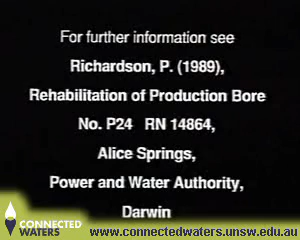 For further information see
Richardson, P. (1989),
Rehabilitation of Production Bore
No. P24 RN 14864,
Alice Springs,
Power and Water Authority,
Darwin
CONNECTED
WATERS
www.connectedwaters.unsw.edu.au